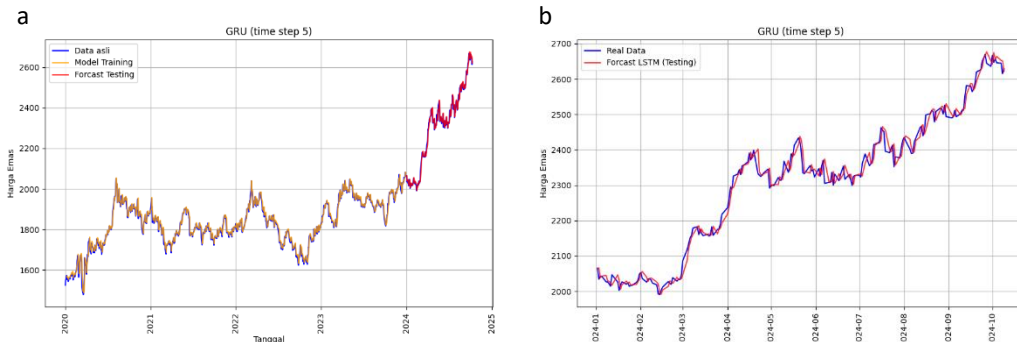 a
GRU (time step 5)
Data asli
Model Training
Forcast Testing
Harga Emas
2600
2400
2200
2000
1800
1600
2020
2021
2022
2023
2024
2025
Tanggal
b
GRU (time step 5)
Real Data
Forcast LSTM (Testing)
Harga Emas
2700
2600
2500
2400
2300
2200
2100
2000
024-01
024-02
024-03
024-04
024-05
024-06
024-07
024-08
024-09
024-10